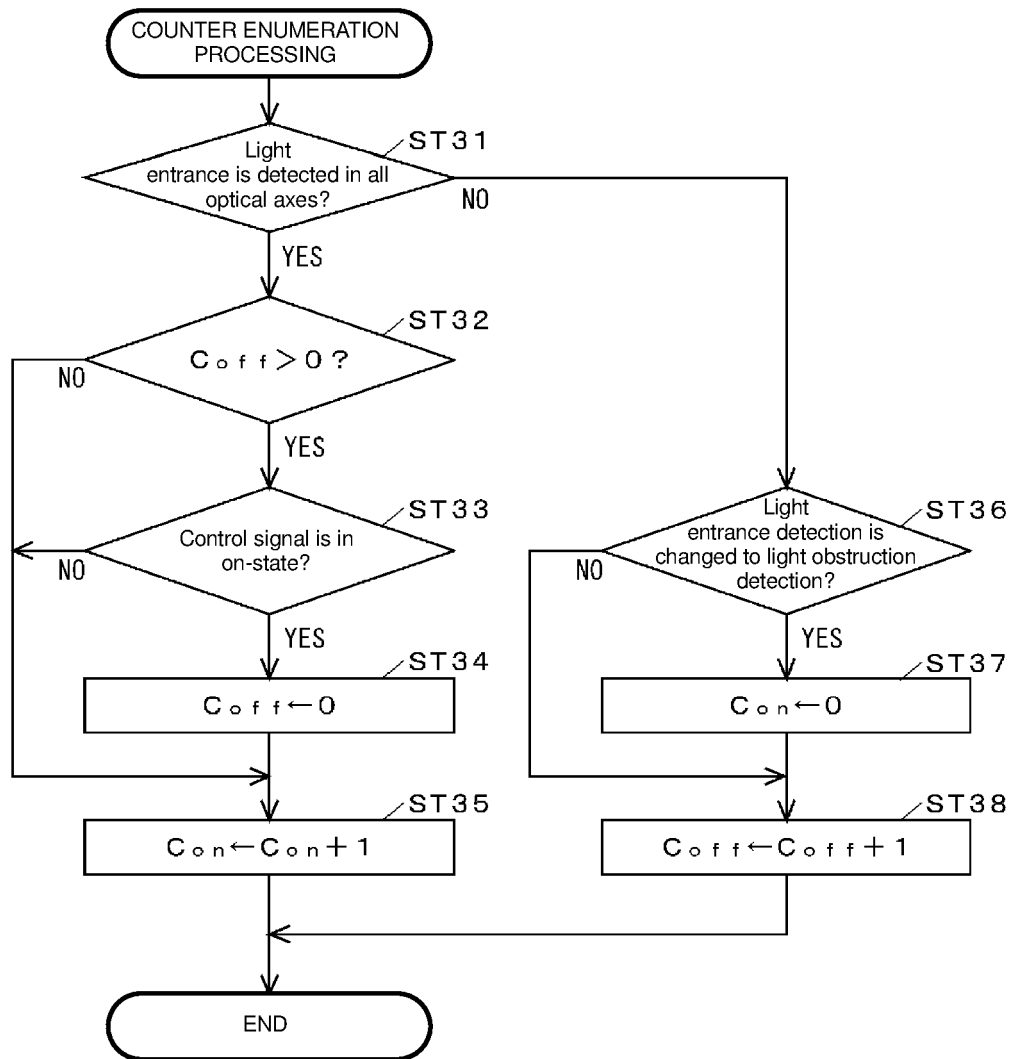 COUNTER ENUMERATION
PROCESSING
ST31
Light
entrance is detected in all
optical axes?
NO
YES
ST32
Coff>0?
NO
YES
ST33
Control signal is in
on-state?
NO
YES
ST34
Coff←0
ST35
Con←Con+1
ST36
Light
entrance detection is
changed to light obstruction
detection?
NO
YES
ST37
Con←0
ST38
Coff←Coff+1
END